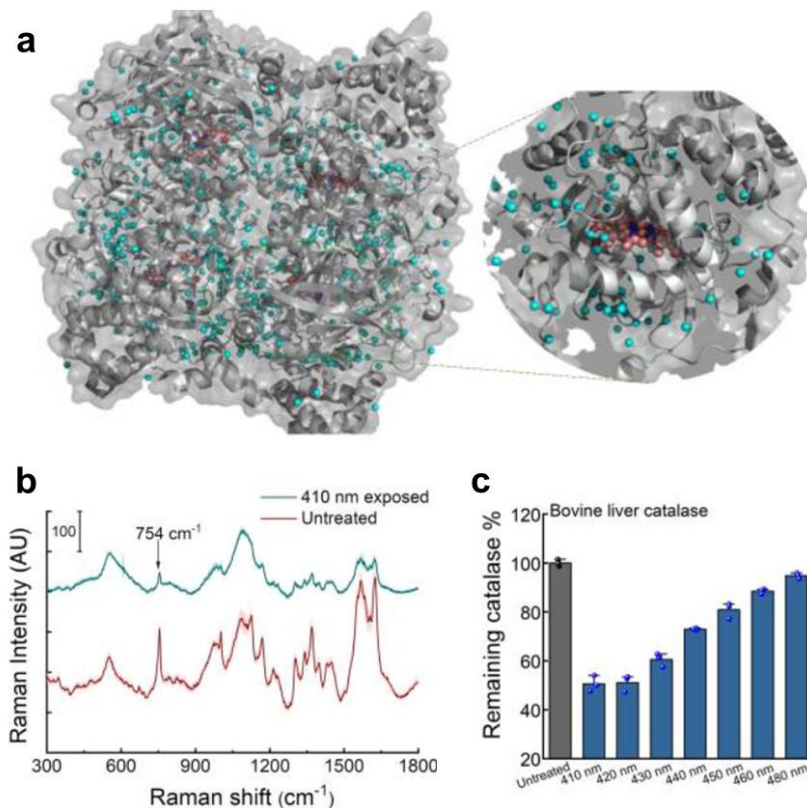 a
b
410 nm exposed
Untreated
100
754 cm⁻¹
Raman Intensity (AU)
300 600 900 1200 1500 1800
Raman shift (cm⁻¹)
c
Bovine liver catalase
Remaining catalase %
120
100
80
60
40
20
Untreated 410 nm 420 nm 430 nm 440 nm 450 nm 460 nm 480 nm